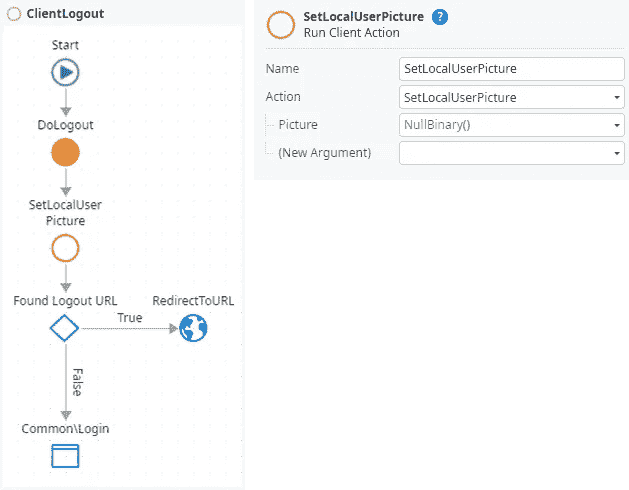 ClientLogout
Start
DoLogout
SetLocalUser
Picture
Found Logout URL
RedirectToURL
True
False
Common\Login
SetLocalUserPicture ?
Run Client Action
Name SetLocalUserPicture
Action SetLocalUserPicture
Picture NullBinary()
(New Argument)